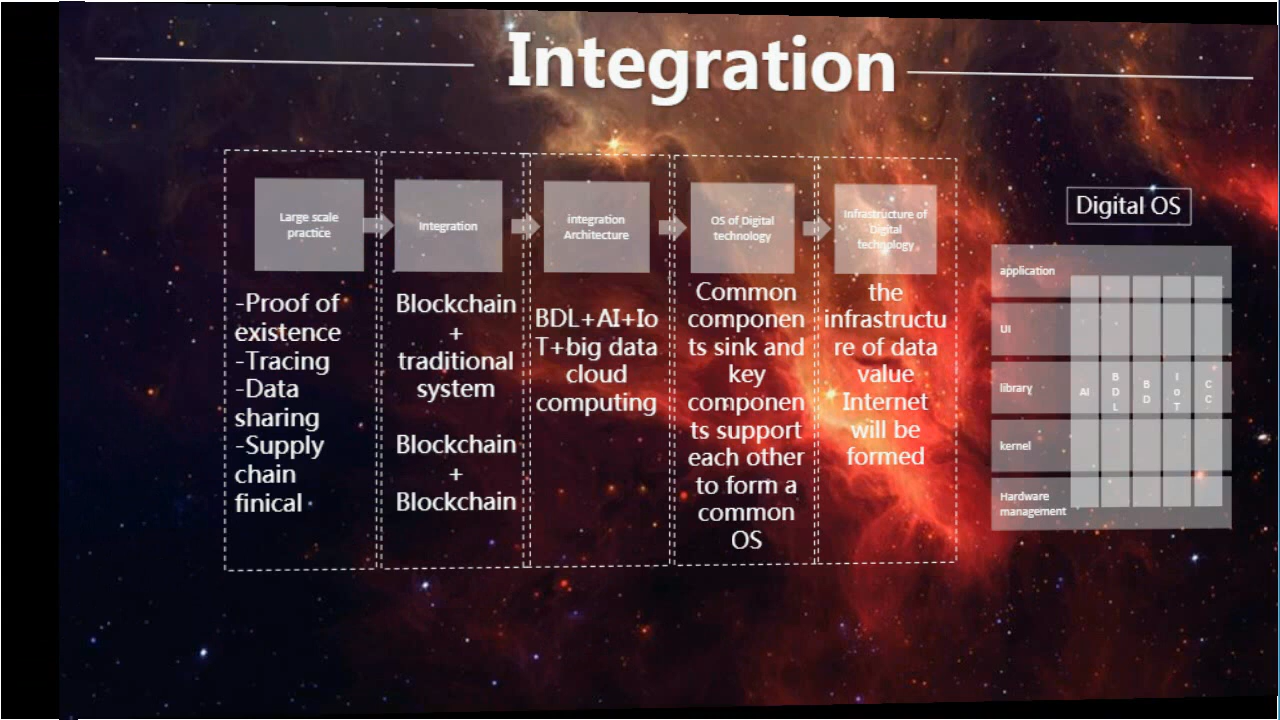 Integration
Large scale
practice
Integration
integration
Architecture
OS of Digital
technology
Infrastructure of
Digital
technology
-Proof of
existence
-Tracing
-Data
sharing
-Supply
chain
finical
Blockchain
+
traditional
system
Blockchain
+
Blockchain
BDL+AI+Io
T+big data
cloud
computing
Common
componen
ts sink and
key
componen
ts support
each other
to form a
common
OS
the
infrastructu
re of data
value
Internet
will be
formed
Digital OS
application
UI
library
kernel
Hardware
management
AI
B
D
L
B
D
I
o
T
C
C